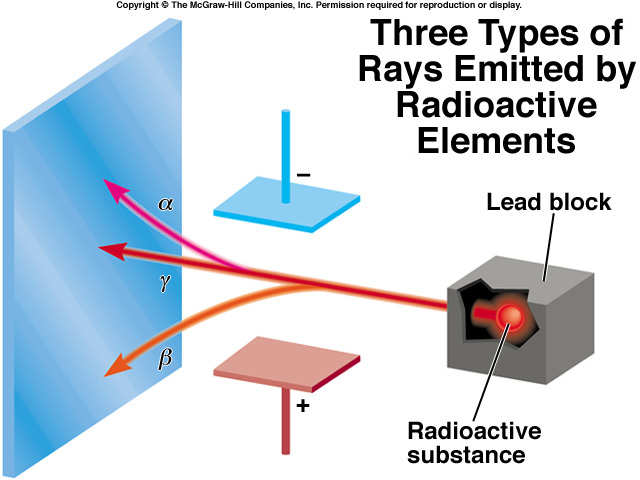 Copyright © The McGraw-Hill Companies, Inc. Permission required for reproduction or display.
Three Types of
Rays Emitted by
Radioactive
Elements
−
Lead block
α
γ
β
+
Radioactive
substance